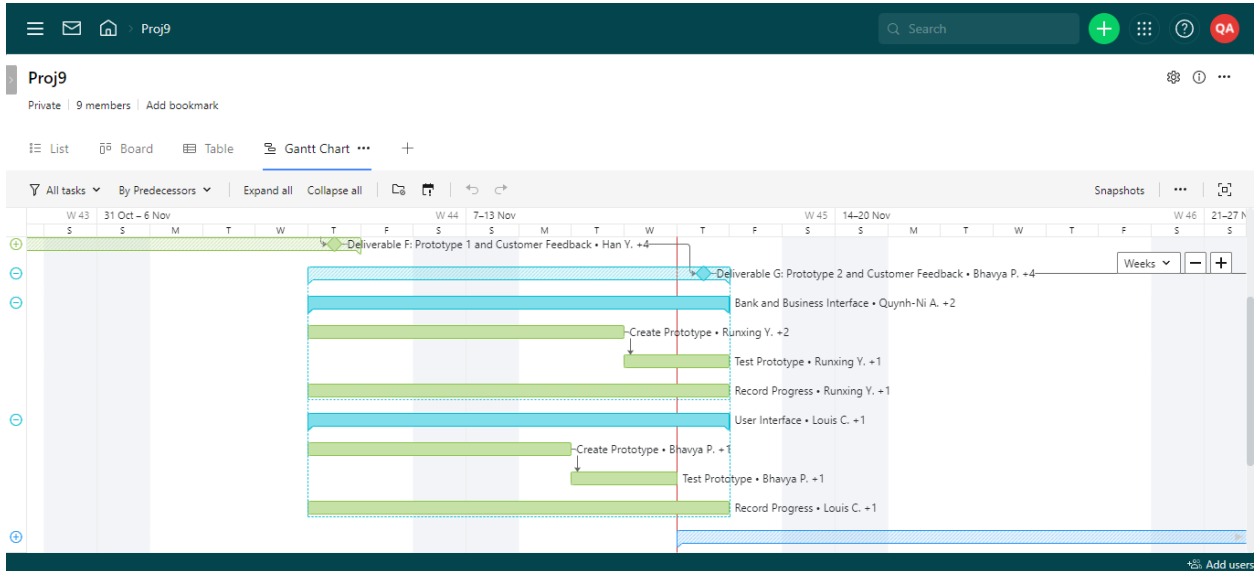 Proj9
Search
QA
Proj9
Private 9 members Add bookmark
List Board Table Gantt Chart
All tasks By Predecessors Expand all Collapse all Snapshots
W 43 31 Oct – 6 Nov W 44 7–13 Nov W 45 14–20 Nov W 46 21–27 N
S S M T W T F S S M T W T F S S M T W T F S S
Deliverable F: Prototype 1 and Customer Feedback • Han Y. +4
Weeks
Deliverable G: Prototype 2 and Customer Feedback • Bhavya P. +4
Bank and Business Interface • Quynh-Ni A. +2
Create Prototype • Runxing Y. +2
Test Prototype • Runxing Y. +1
Record Progress • Runxing Y. +1
User Interface • Louis C. +1
Create Prototype • Bhavya P. +1
Test Prototype • Bhavya P. +1
Record Progress • Louis C. +1
Add users